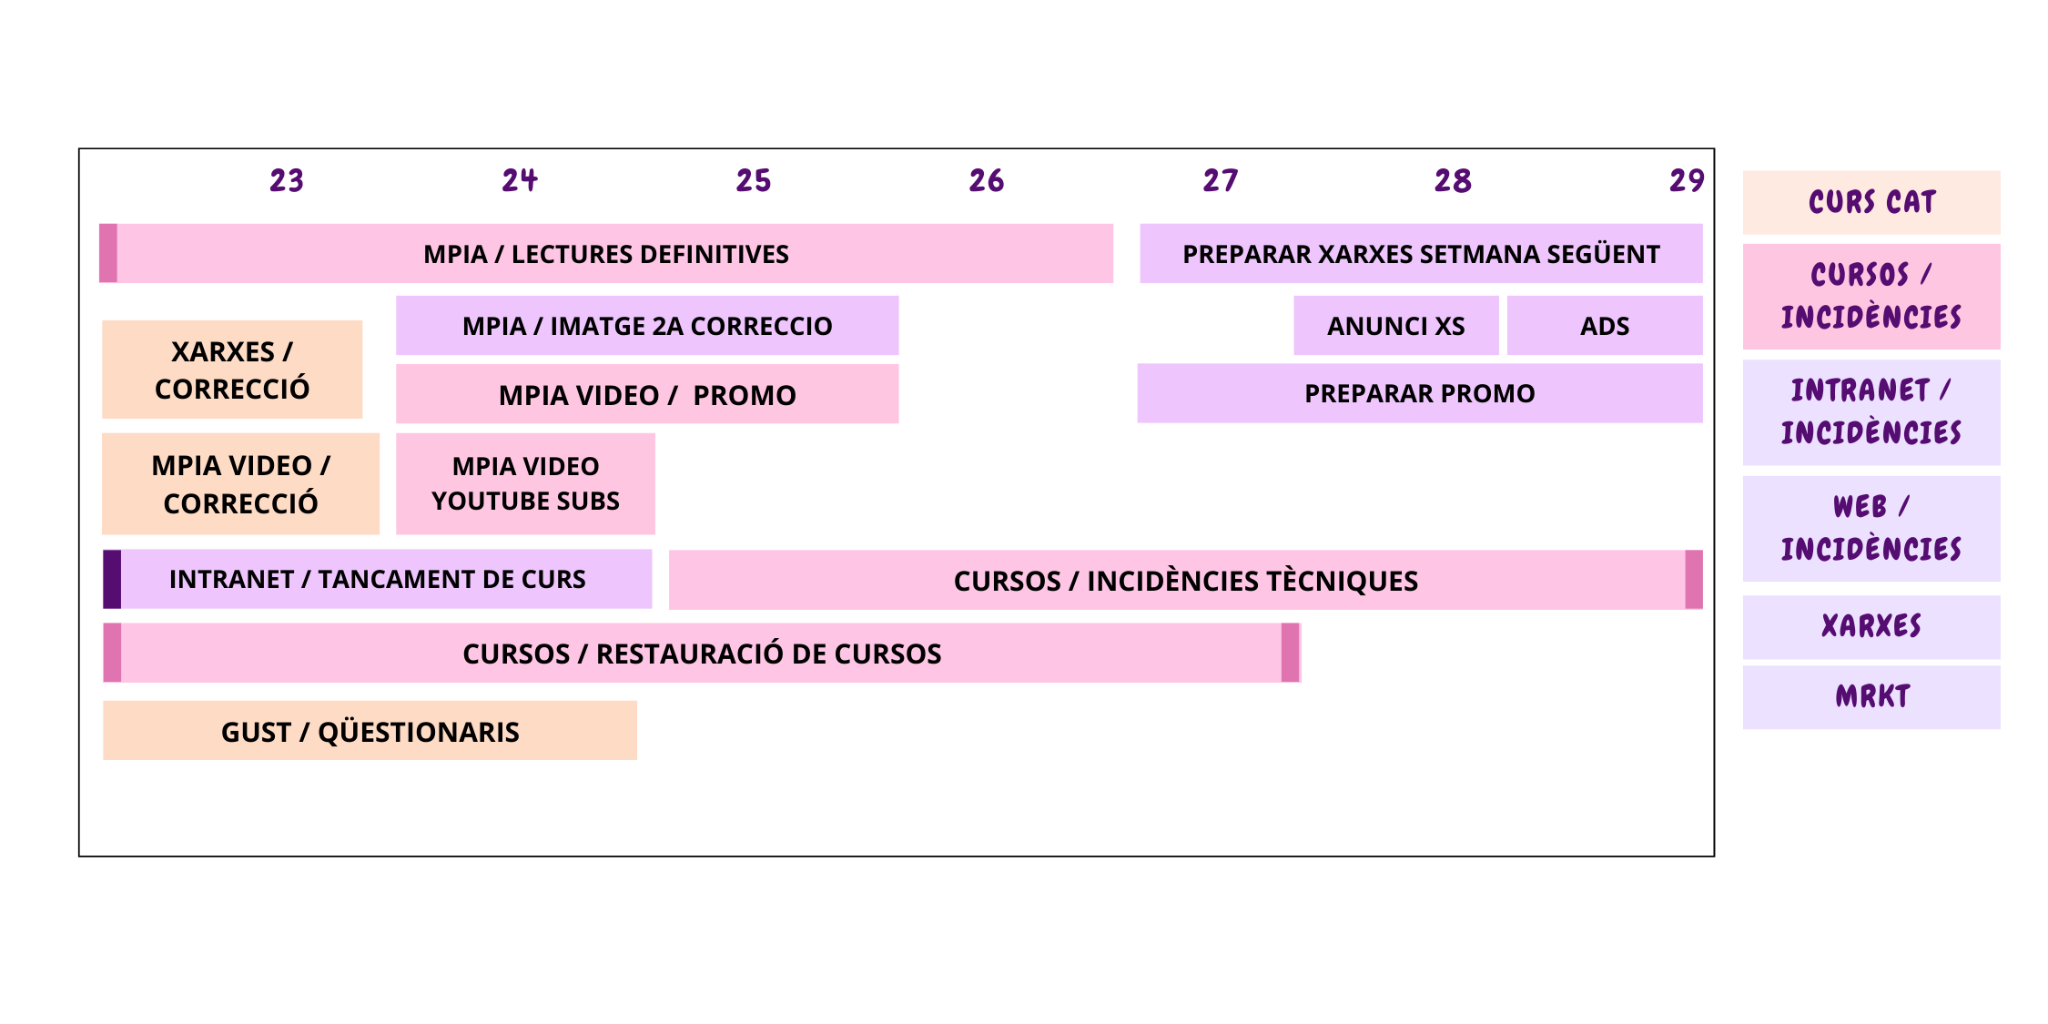 23 24 25 26 27 28 29
MPIA / LECTURES DEFINITIVES
PREPARAR XARXES SETMANA SEGÜENT
MPIA / IMATGE 2A CORRECCIO
ANUNCI XS
ADS
XARXES /
CORRECCIÓ
MPIA VIDEO / PROMO
PREPARAR PROMO
MPIA VIDEO /
CORRECCIÓ
MPIA VIDEO
YOUTUBE SUBS
INTRANET / TANCAMENT DE CURS
CURSOS / INCIDÈNCIES TÈCNIQUES
CURSOS / RESTAURACIÓ DE CURSOS
GUST / QÜESTIONARIS
CURS CAT
CURSOS /
INCIDÈNCIES
INTRANET /
INCIDÈNCIES
WEB /
INCIDÈNCIES
XARXES
MRKT